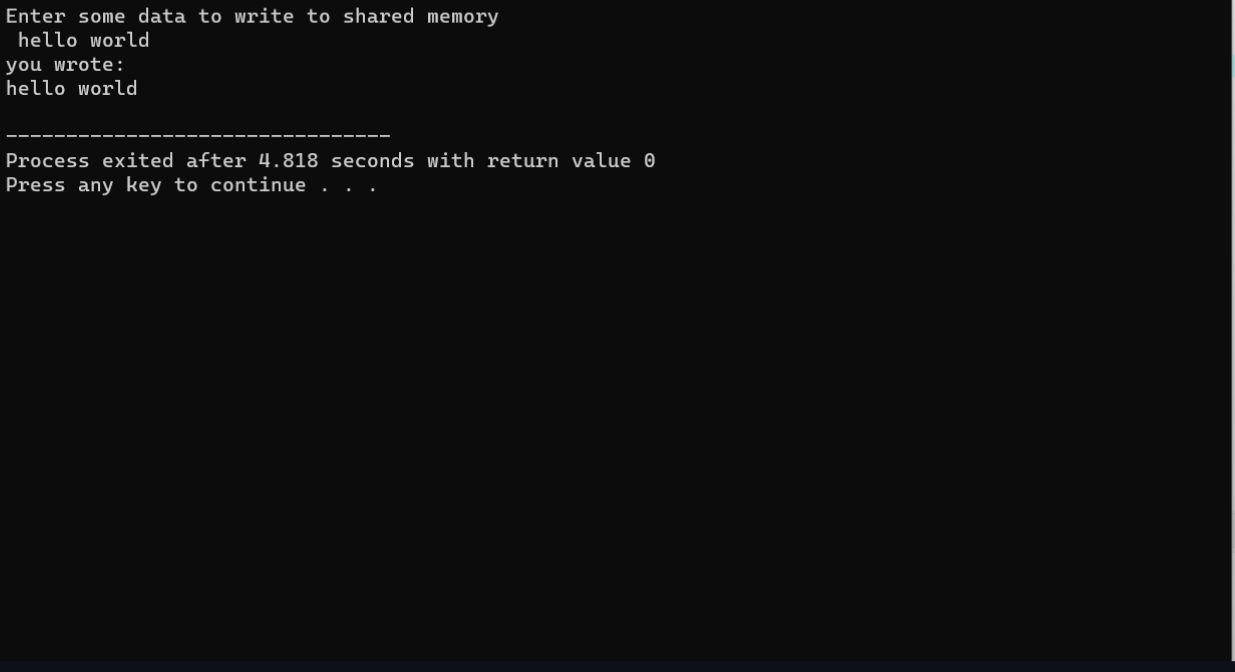 Enter some data to write to shared memory
 hello world
you wrote:
hello world
--------------------------------
Process exited after 4.818 seconds with return value 0
Press any key to continue . . .